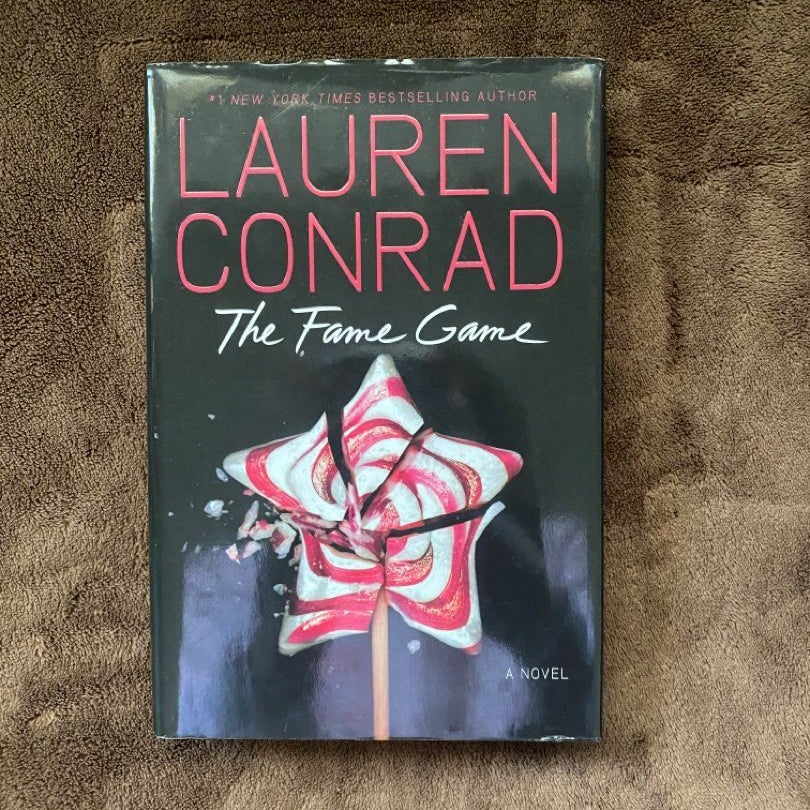 #1 NEW YORK TIMES BESTSELLING AUTHOR
LAUREN
CONRAD
The Fame Game
A NOVEL